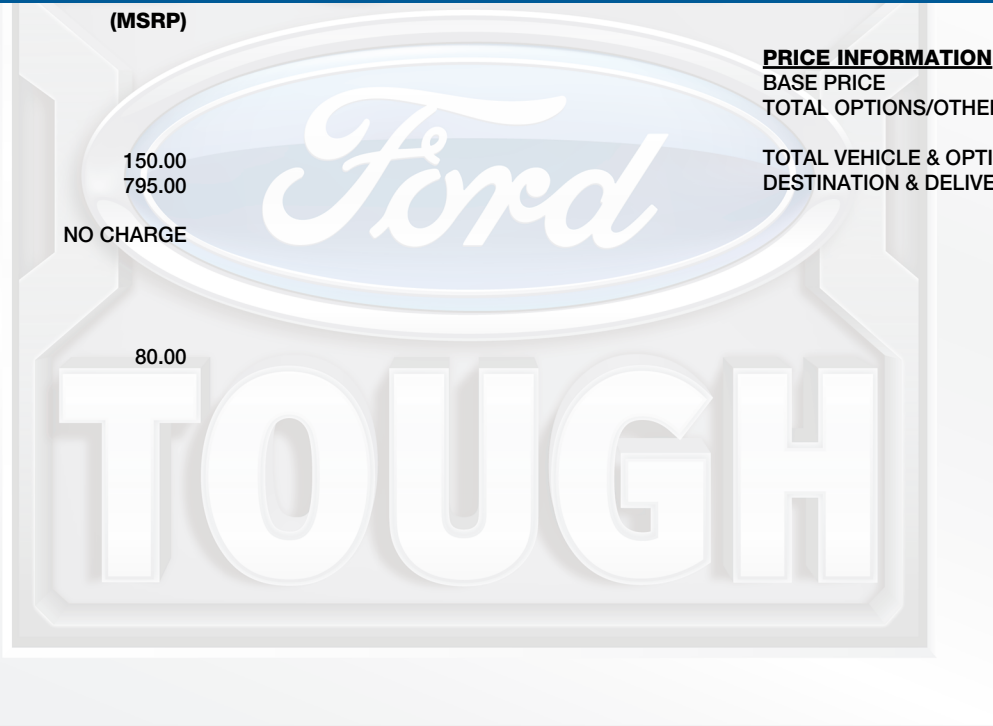 (MSRP)
150.00
795.00
NO CHARGE
80.00
PRICE INFORMATION
BASE PRICE
TOTAL OPTIONS/OTHER
TOTAL VEHICLE & OPTI
DESTINATION & DELIVE
Ford
TOUGH